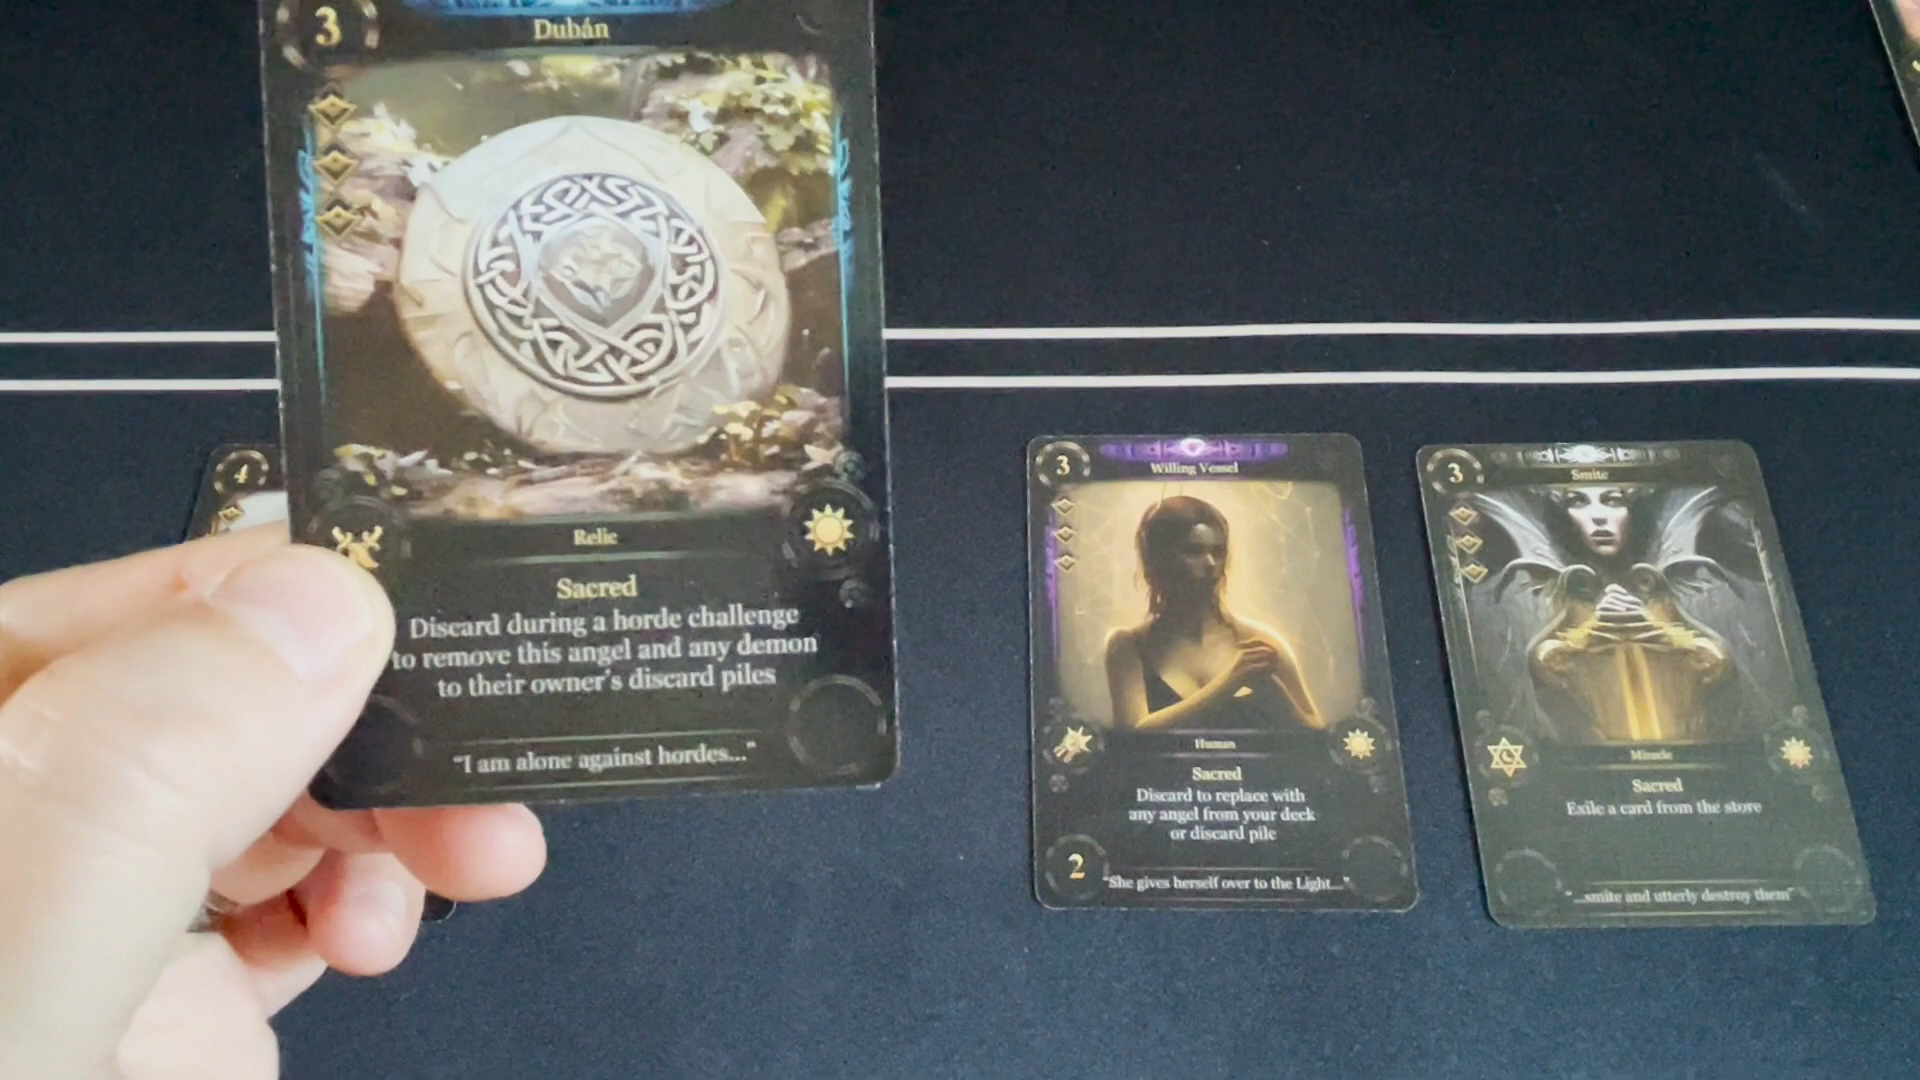 3
Dubán
Relic
Sacred
Discard during a horde challenge
to remove this angel and any demon
to their owner's discard piles
"I am alone against hordes..."
4
3
Willing Vessel
Human
Sacred
Discard to replace with
any angel from your deck
or discard pile
2
"She gives herself over to the Light..."
3
Smite
Miracle
Sacred
Exile a card from the store
"...smite and utterly destroy them"